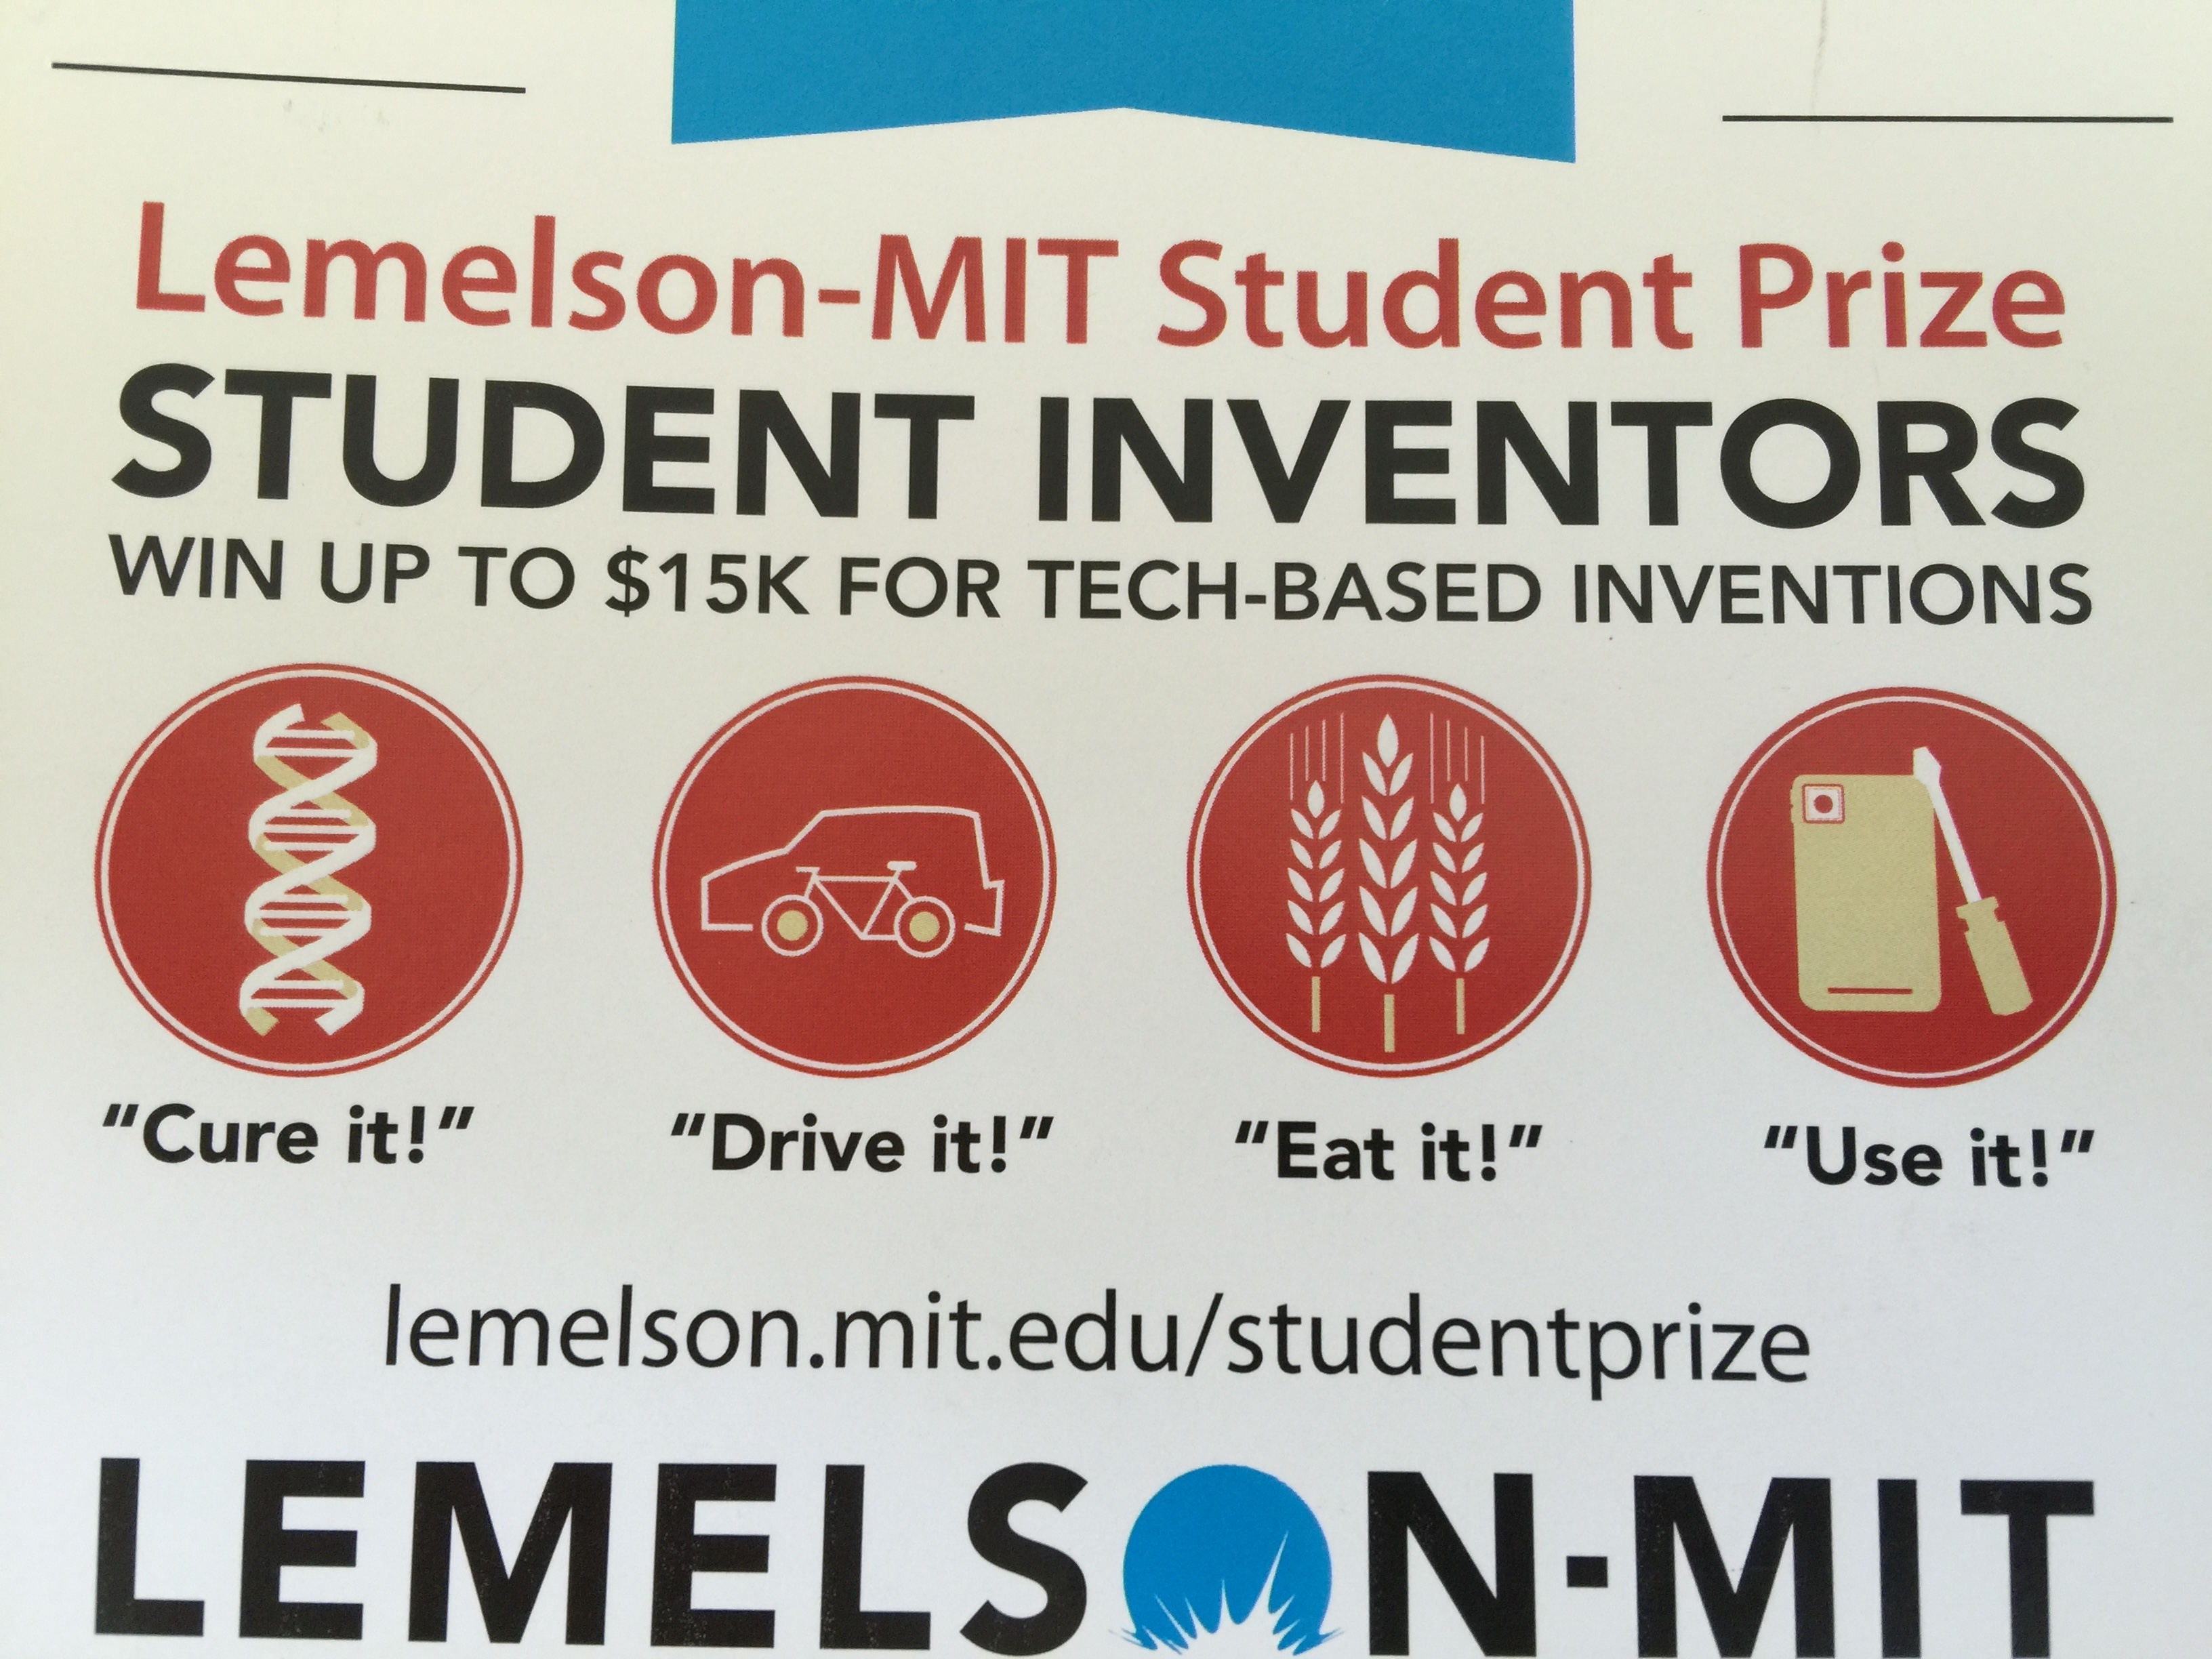 Lemelson-MIT Student Prize
STUDENT INVENTORS
WIN UP TO $15K FOR TECH-BASED INVENTIONS
“Cure it!” “Drive it!” “Eat it!” “Use it!”
lemelson.mit.edu/studentprize
LEMELSON·MIT